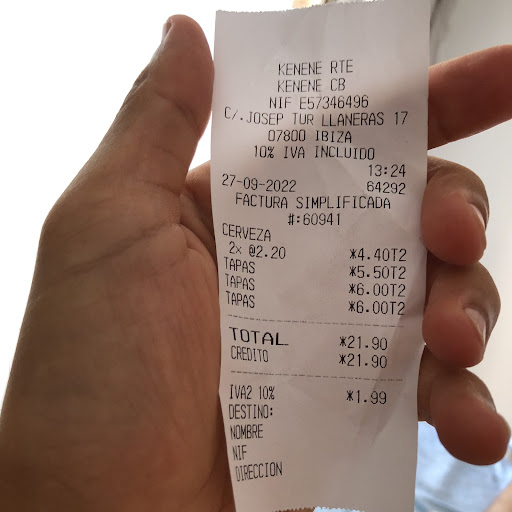 KENENE RTE
KENENE CB
NIF E57346496
C/.JOSEP TUR LLANERAS 17
07800 IBIZA
10% IVA INCLUIDO
13:24
27-09-2022 64292
FACTURA SIMPLIFICADA
#:60941
CERVEZA
2x @2.20 *4.40T2
TAPAS *5.50T2
TAPAS *6.00T2
TAPAS *6.00T2
TOTAL *21.90
CREDITO *21.90
IVA2 10% *1.99
DESTINO:
NOMBRE
NIF
DIRECCION